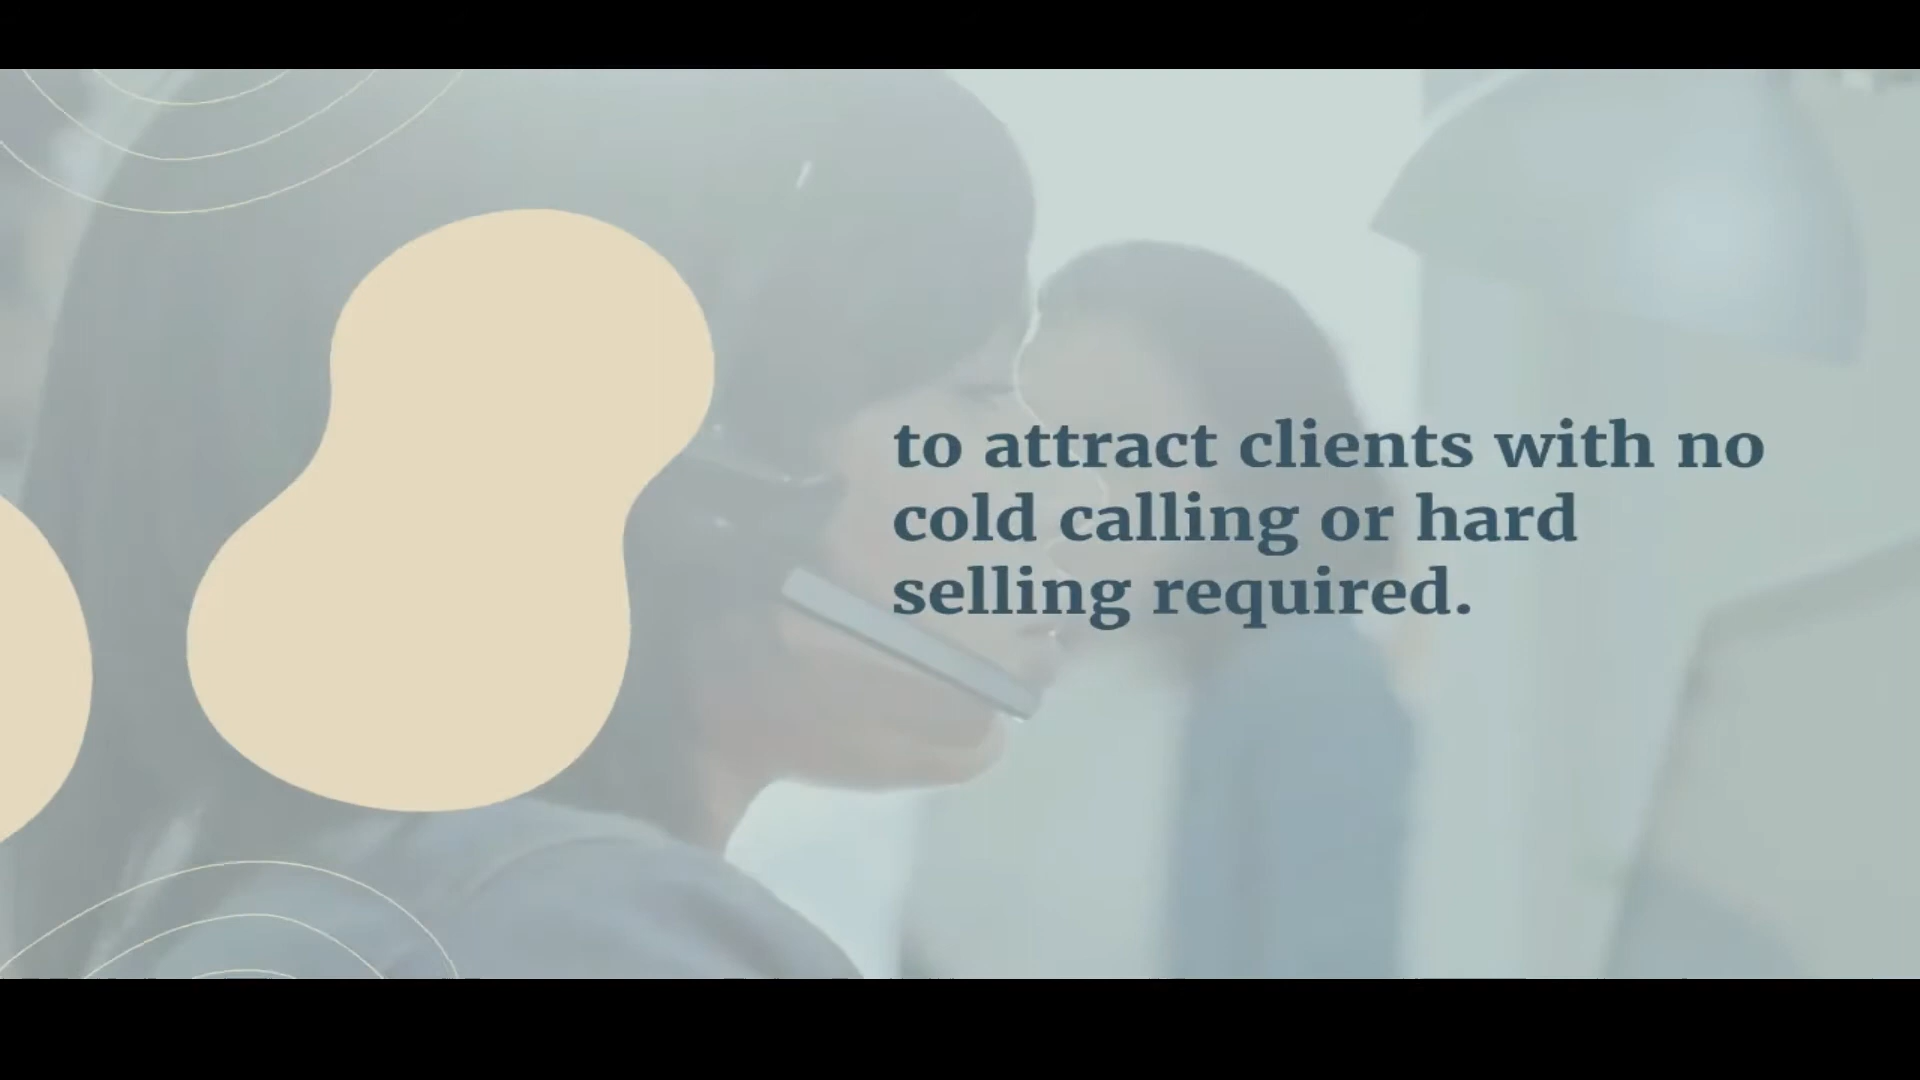 to attract clients with no
cold calling or hard
selling required.